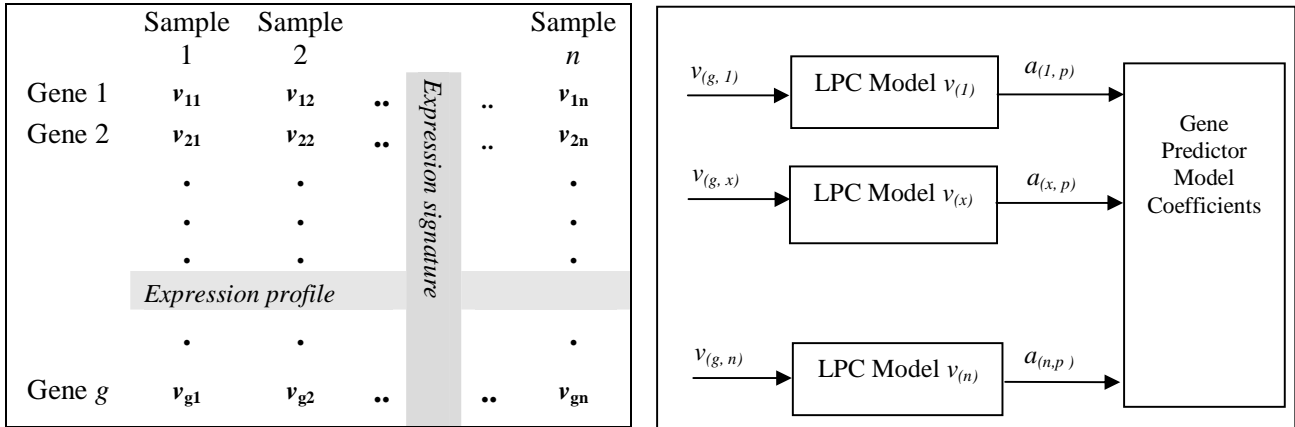 Sample Sample Sample
1 2 n
Gene 1 v11 v12 .. .. v1n
Gene 2 v21 v22 .. .. v2n
. . .
. . .
. . .
Expression signature
Expression profile
. . .
Gene g vg1 vg2 .. .. vgn
v(g, 1) LPC Model v(1) a(1, p)
v(g, x) LPC Model v(x) a(x, p)
v(g, n) LPC Model v(n) a(n,p )
Gene
Predictor
Model
Coefficients